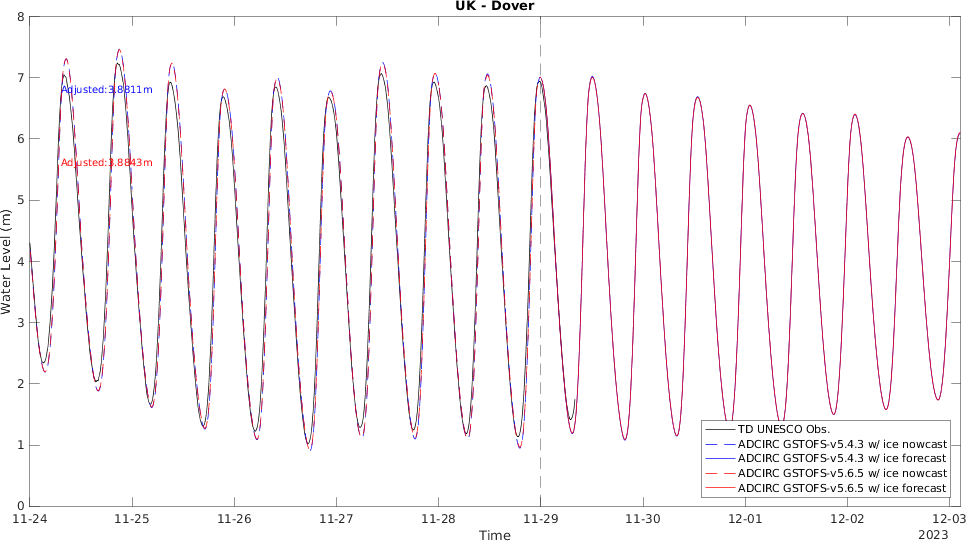 UK - Dover
8
7
6
5
4
3
2
1
0
Water Level (m)
Adjusted:3.8811m
Adjusted:3.8843m
TD UNESCO Obs.
ADCIRC GSTOFS-v5.4.3 w/ ice nowcast
ADCIRC GSTOFS-v5.4.3 w/ ice forecast
ADCIRC GSTOFS-v5.6.5 w/ ice nowcast
ADCIRC GSTOFS-v5.6.5 w/ ice forecast
11-24 11-25 11-26 11-27 11-28 11-29 11-30 12-01 12-02 12-03
Time
2023